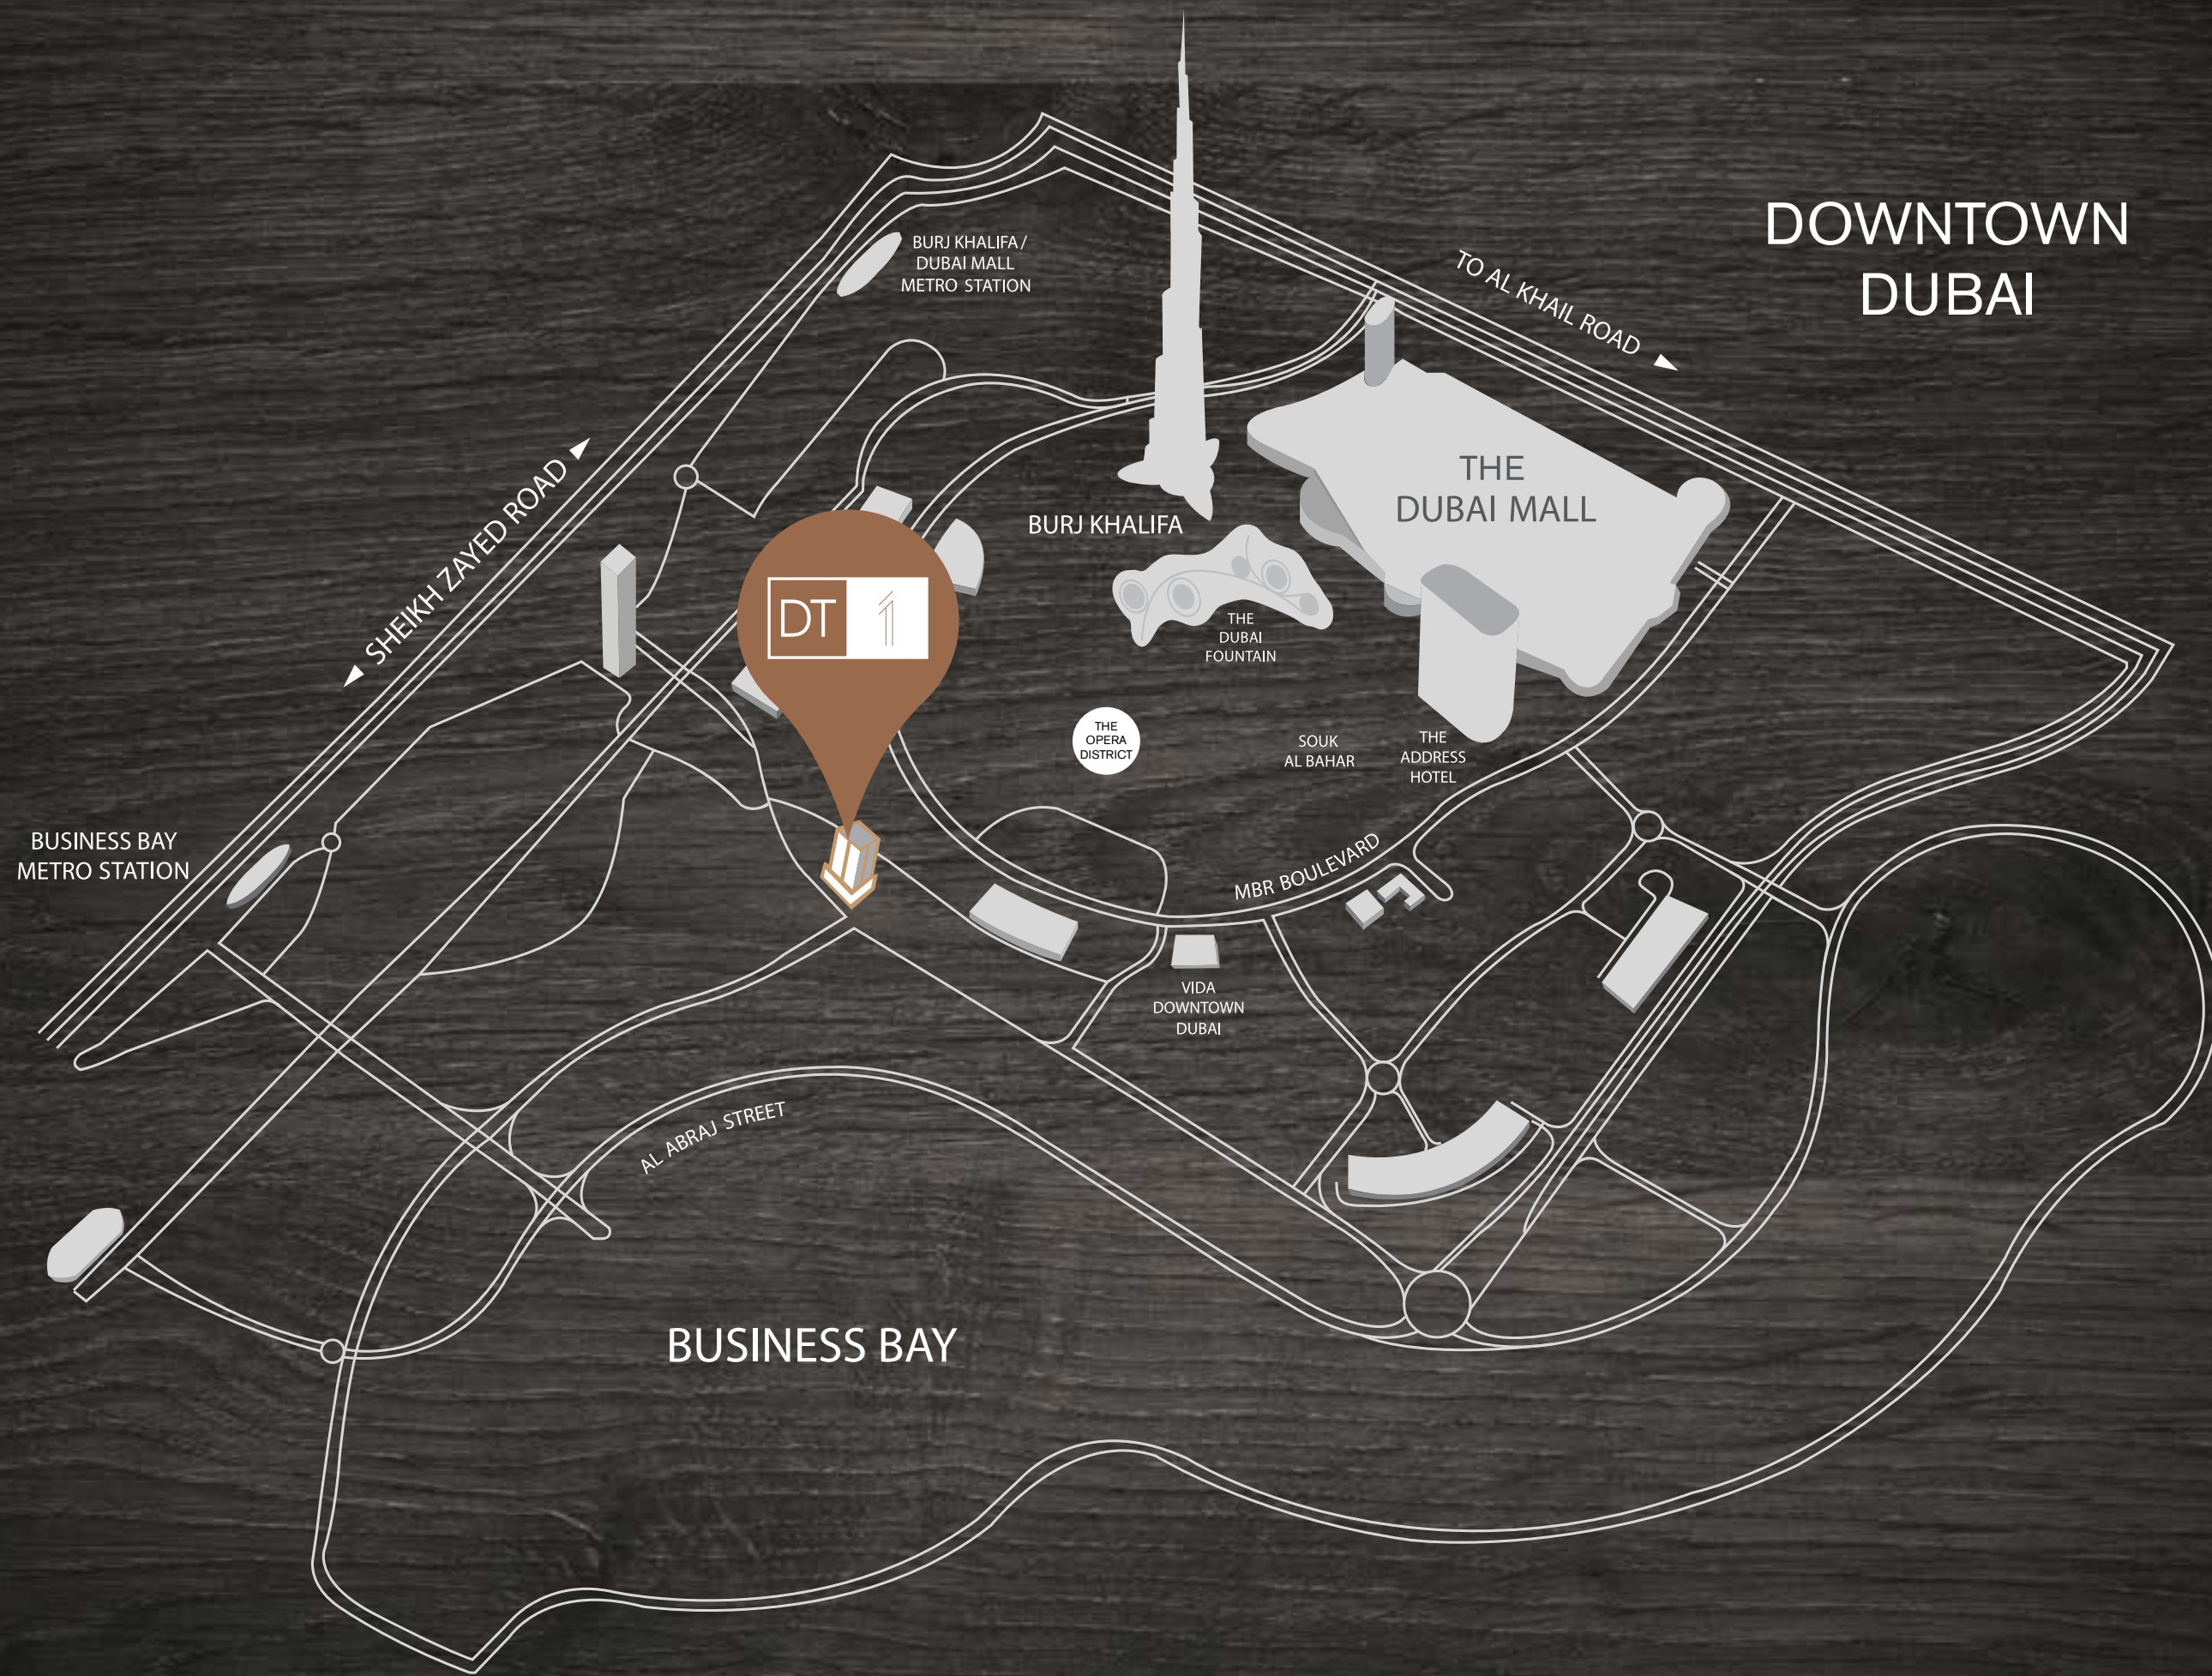 DOWNTOWN
DUBAI
BURJ KHALIFA /
DUBAI MALL
METRO STATION
TO AL KHAIL ROAD
SHEIKH ZAYED ROAD
THE
DUBAI MALL
BURJ KHALIFA
DT 1
THE
DUBAI
FOUNTAIN
THE
OPERA
DISTRICT
SOUK
AL BAHAR
THE
ADDRESS
HOTEL
BUSINESS BAY
METRO STATION
MBR BOULEVARD
VIDA
DOWNTOWN
DUBAI
AL ABRAJ STREET
BUSINESS BAY